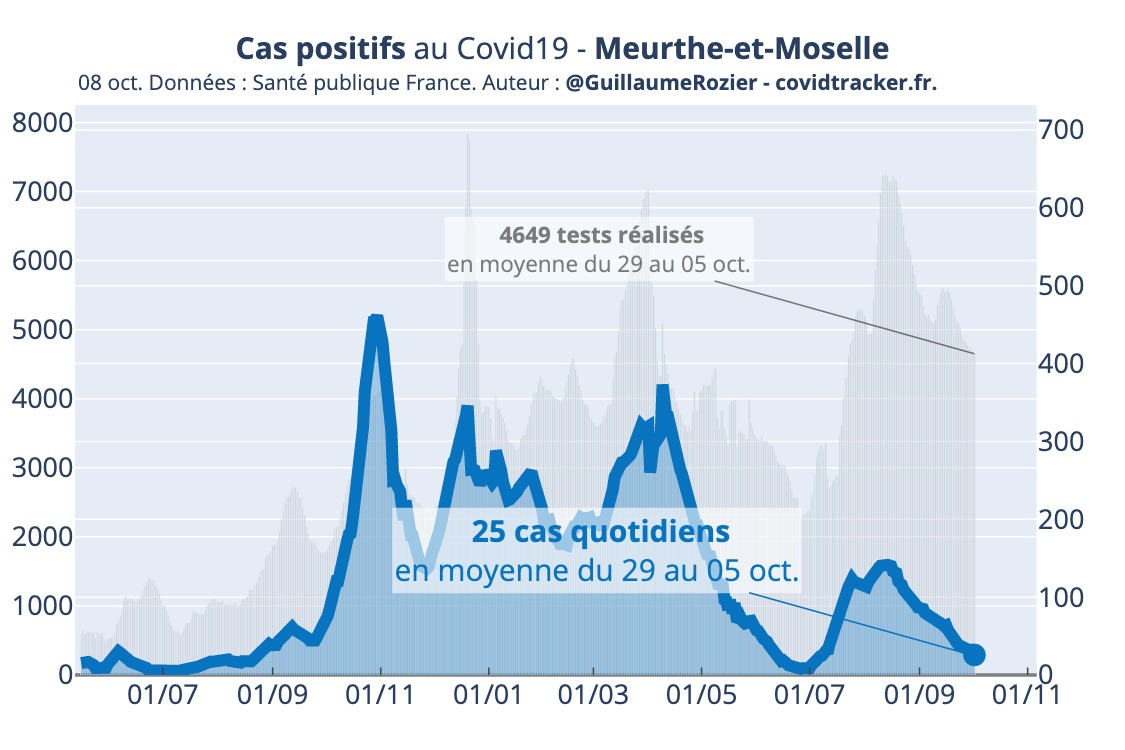 Cas positifs au Covid19 - Meurthe-et-Moselle
08 oct. Données : Santé publique France. Auteur : @GuillaumeRozier - covidtracker.fr.
8000
7000
6000
5000
4000
3000
2000
1000
0
700
600
500
400
300
200
100
0
4649 tests réalisés
en moyenne du 29 au 05 oct.
25 cas quotidiens
en moyenne du 29 au 05 oct.
01/07 01/09 01/11 01/01 01/03 01/05 01/07 01/09 01/11